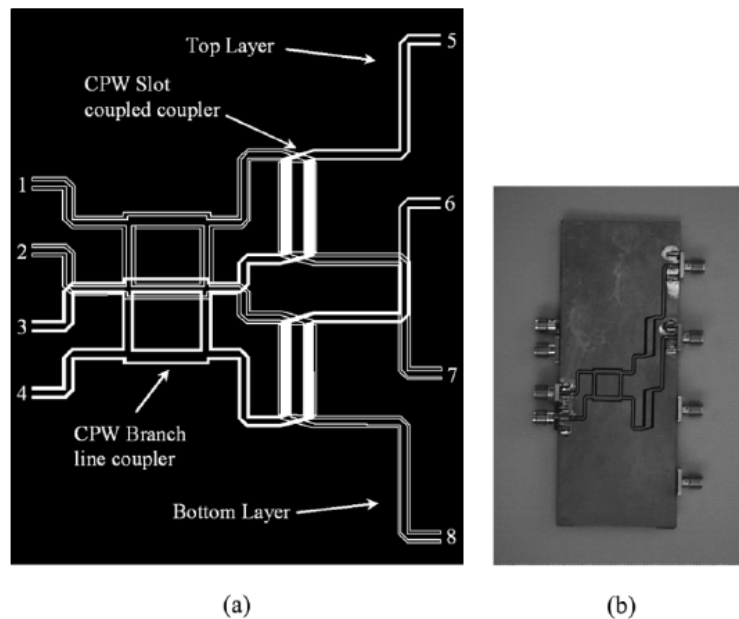 Top Layer
5
CPW Slot
coupled coupler
1
6
2
3
4
7
CPW Branch
line coupler
Bottom Layer
8
(a)
(b)